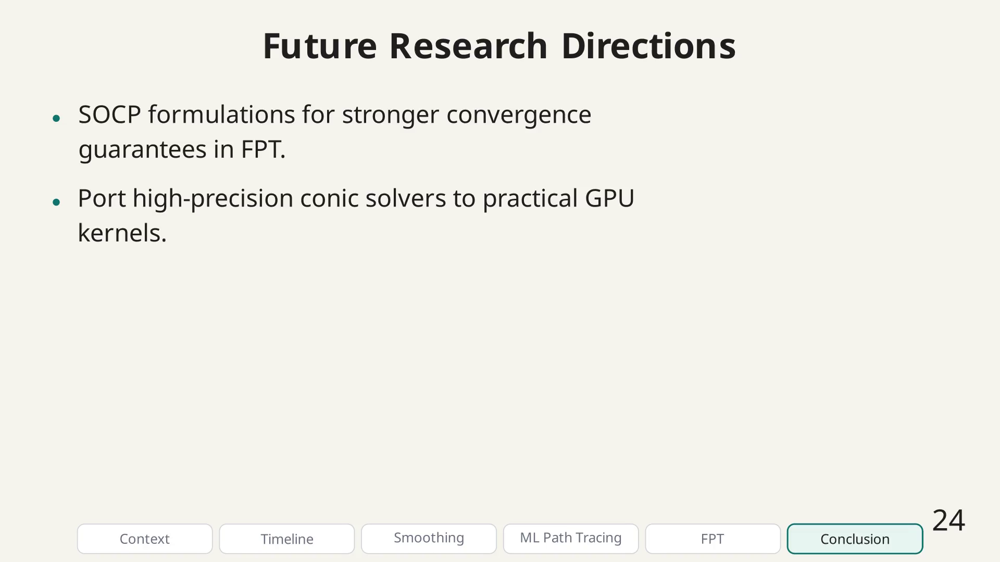 Future Research Directions
• SOCP formulations for stronger convergence
guarantees in FPT.
• Port high-precision conic solvers to practical GPU
kernels.
24
Context
Timeline
Smoothing
ML Path Tracing
FPT
Conclusion